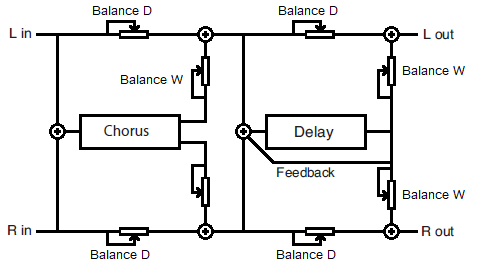 Balance D
Balance D
L in
L out
Balance W
Balance W
Chorus
Delay
Feedback
Balance W
R in
R out
Balance D
Balance D